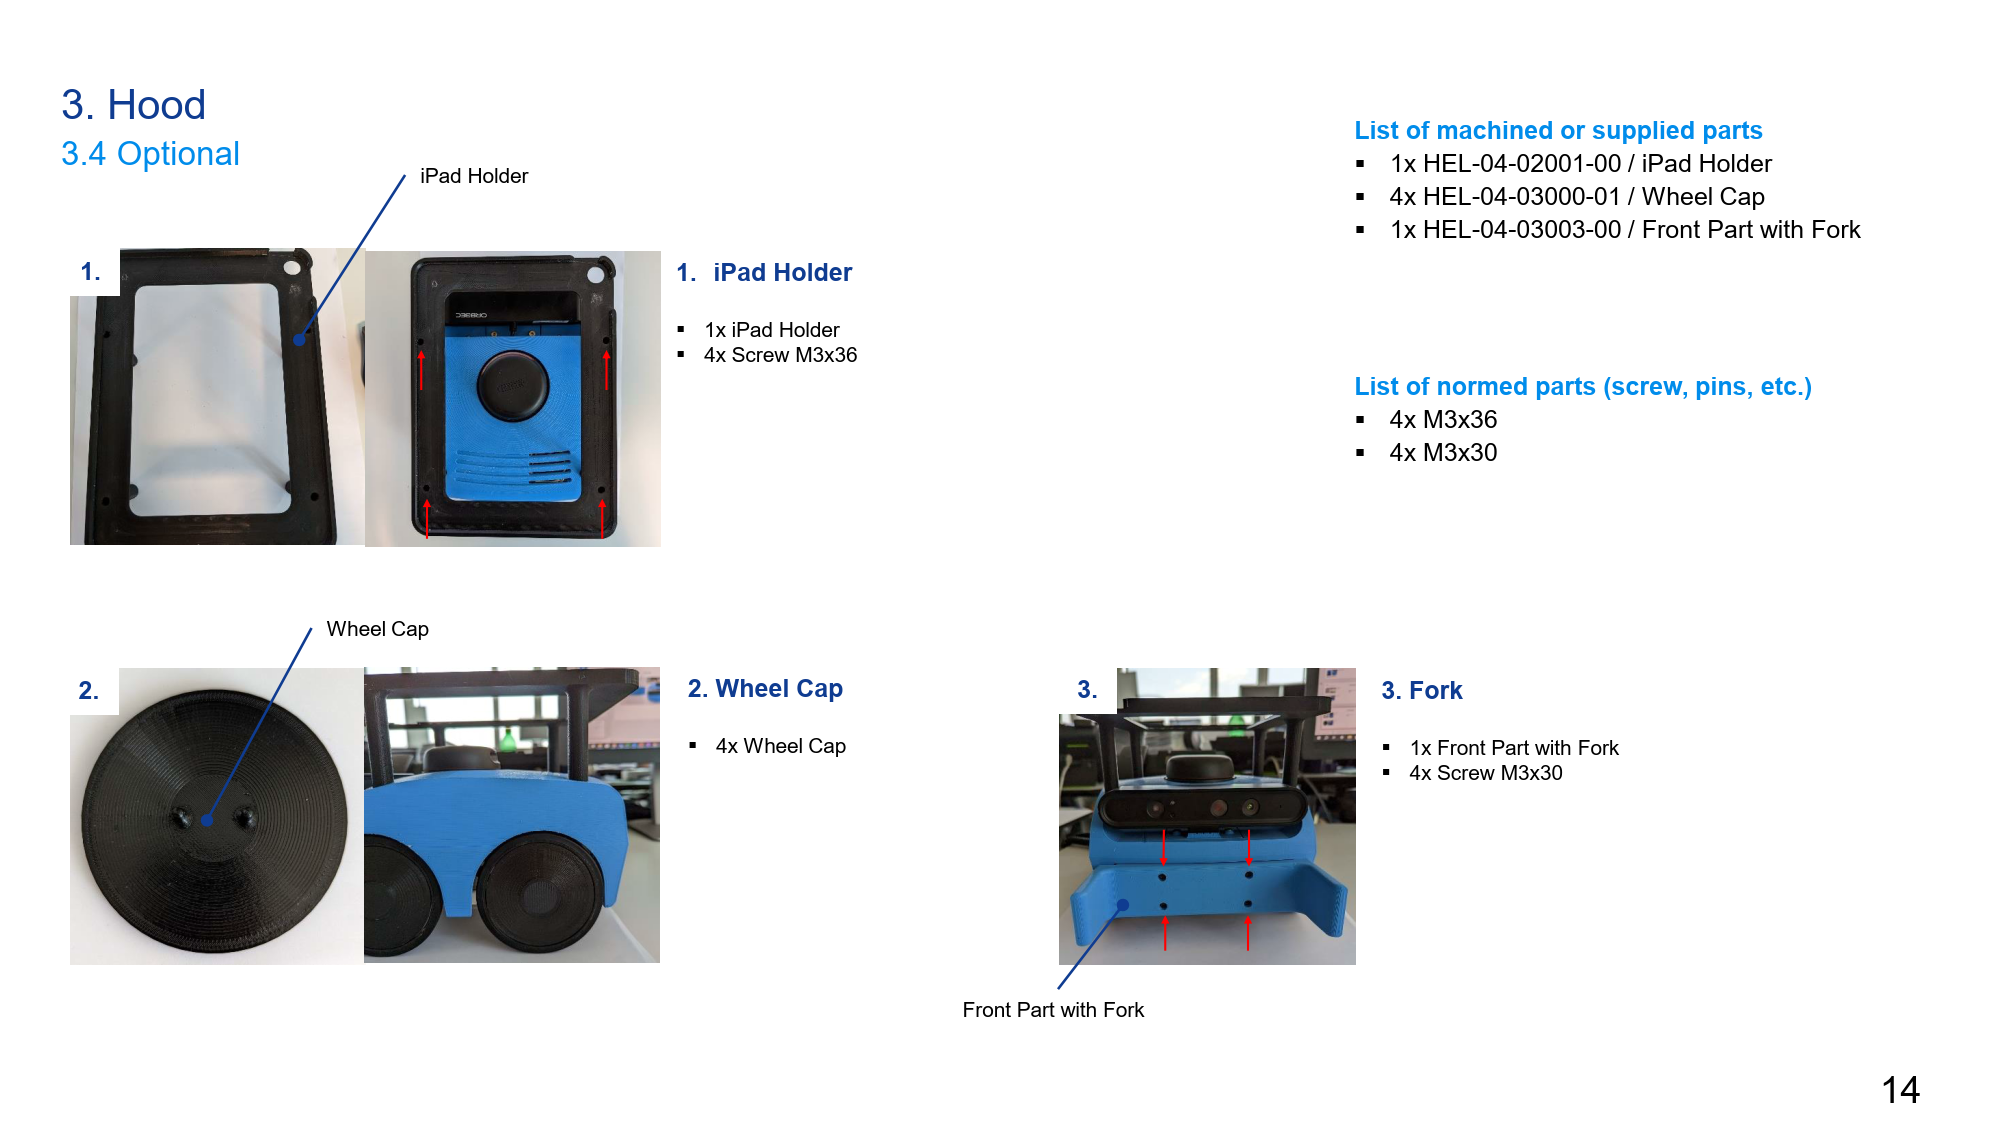 3. Hood
3.4 Optional
iPad Holder
1.
1. iPad Holder
▪ 1x iPad Holder
▪ 4x Screw M3x36
List of machined or supplied parts
▪ 1x HEL-04-02001-00 / iPad Holder
▪ 4x HEL-04-03000-01 / Wheel Cap
▪ 1x HEL-04-03003-00 / Front Part with Fork
List of normed parts (screw, pins, etc.)
▪ 4x M3x36
▪ 4x M3x30
ORBBEC
Wheel Cap
2.
2. Wheel Cap
▪ 4x Wheel Cap
3.
3. Fork
▪ 1x Front Part with Fork
▪ 4x Screw M3x30
Front Part with Fork
14